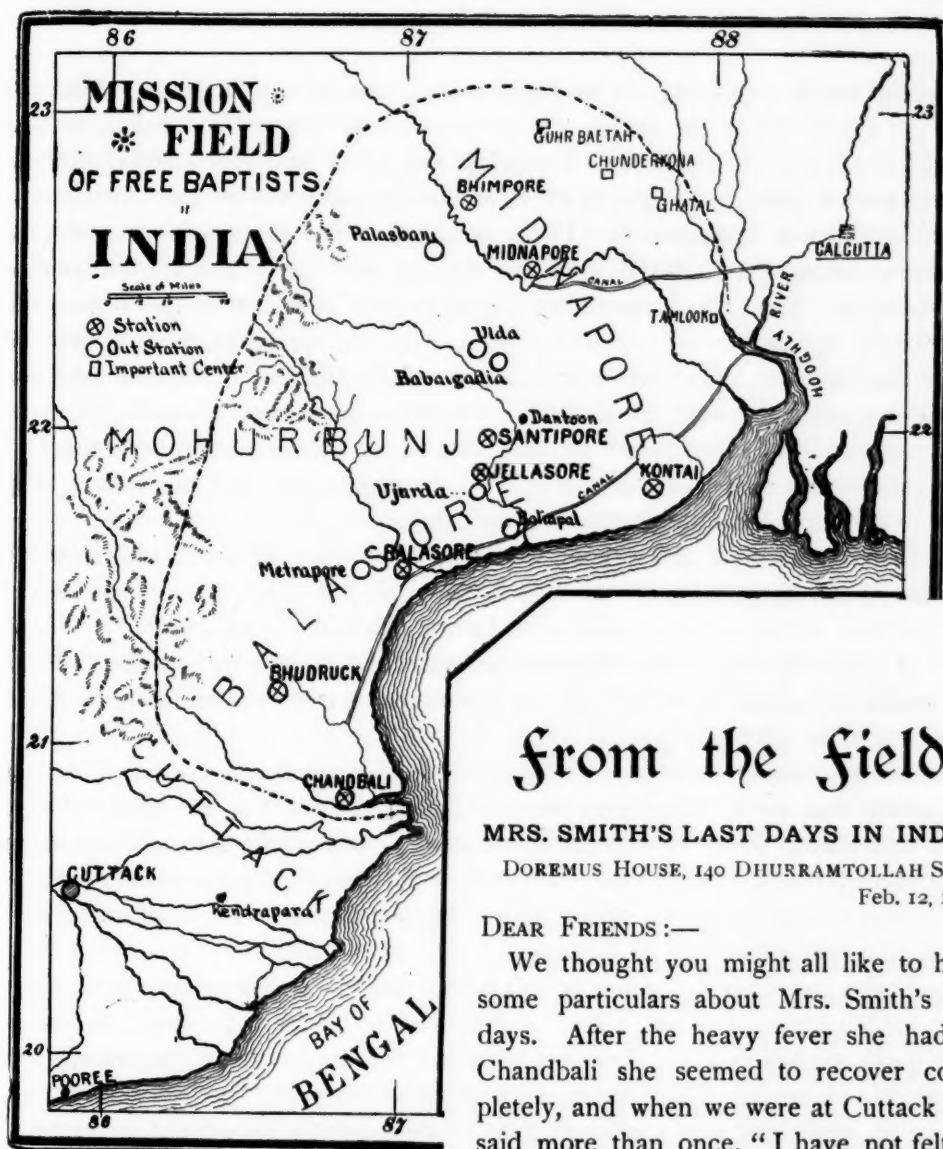 86
87
88
MISSION
FIELD
OF FREE BAPTISTS
"
INDIA
Scale of Miles
Station
Out Station
Important Center
23
23
GUHR BAETAH
CHUNDERKONA
GHATAL
BHIMPORE
Palasbani
MIDNAPORE
CANAL
CALCUTTA
TAMLOOK
RIVER
HOOGHLY
MIDNAPORE
Ulda
Babaigadia
22
22
Dantoon
SANTIPORE
MOHURBUNJ
JELLASORE
KONTAI
Ujurda
CANAL
Balimpal
BALASORE
Metrapore
BALASORE
BHUDRUCK
21
CHANDBALI
CUTTACK
CUTTACK
Kendrapara
20
BAY OF
BENGAL
POOREE
86
87
From the Field
MRS. SMITH'S LAST DAYS IN IND
DOREMUS HOUSE, 140 DHURRAMTOLLAH S
Feb. 12,
DEAR FRIENDS:—
We thought you might all like to h
some particulars about Mrs. Smith's
days. After the heavy fever she had
Chandbali she seemed to recover co
pletely, and when we were at Cuttack
said more than once, "I have not felt